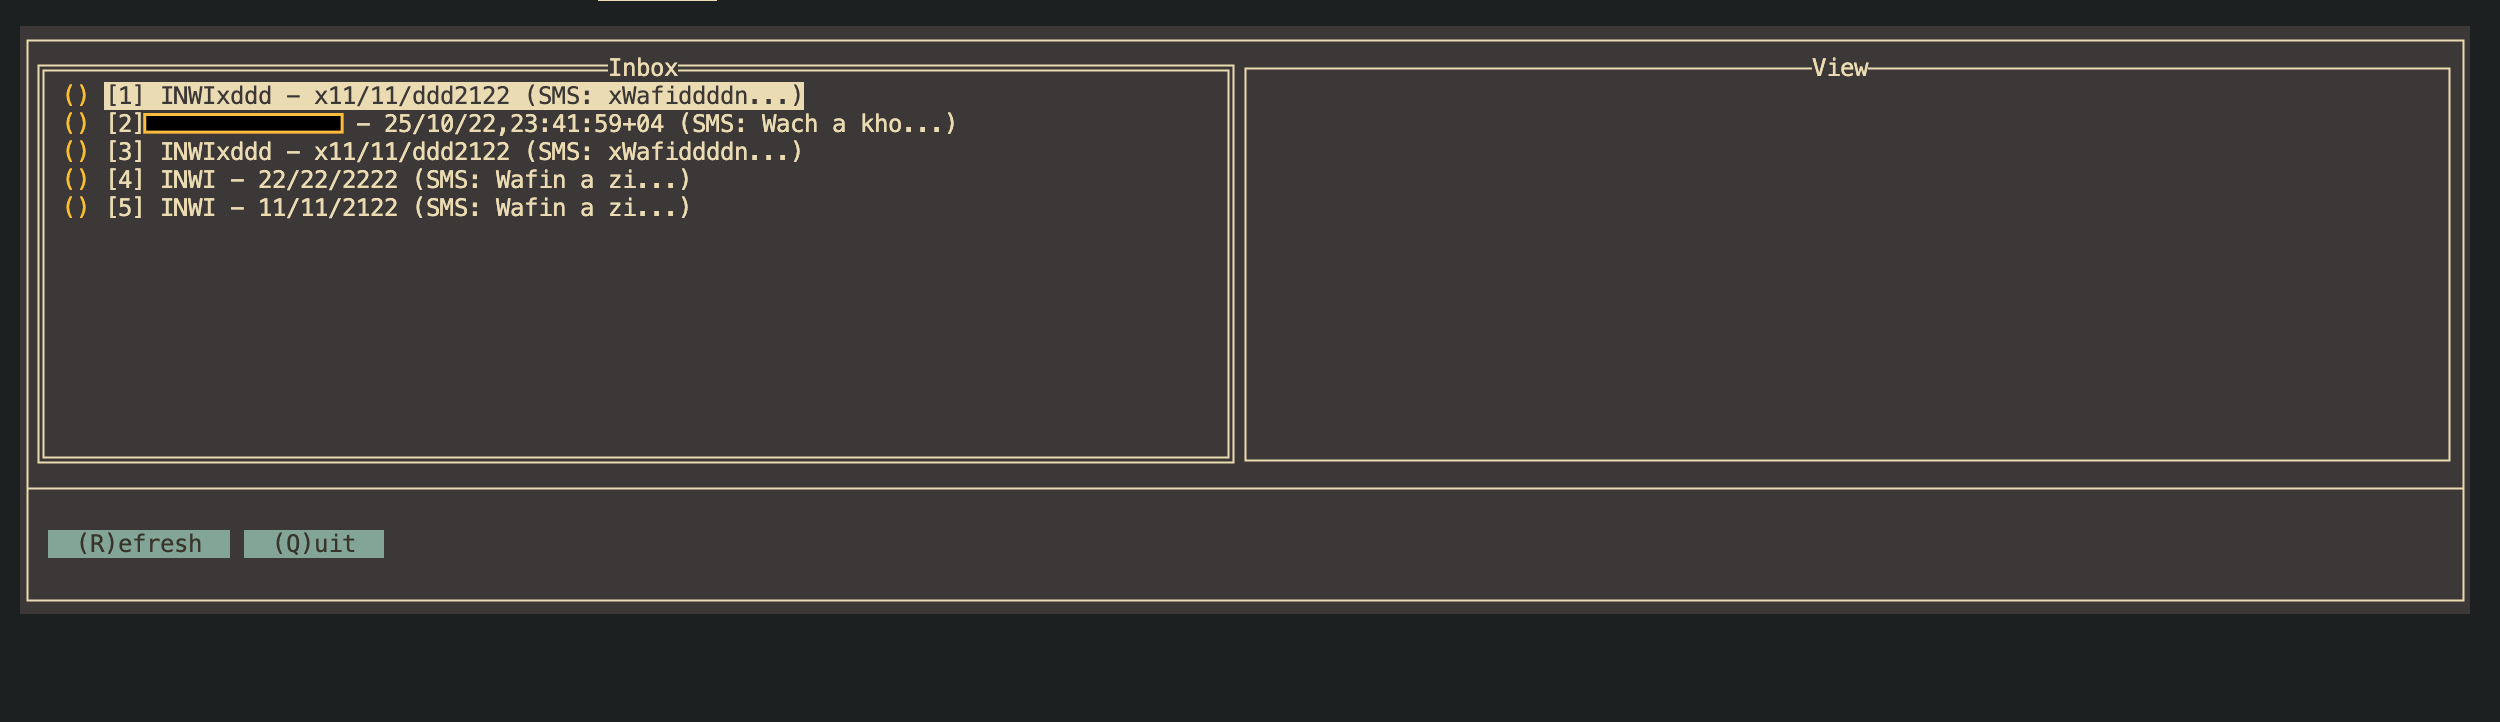 Inbox
View
() [1] INWIxddd – x11/11/ddd2122 (SMS: xWafiddddn...)
() [2] – 25/10/22,23:41:59+04 (SMS: Wach a kho...)
() [3] INWIxddd – x11/11/ddd2122 (SMS: xWafiddddn...)
() [4] INWI – 22/22/2222 (SMS: Wafin a zi...)
() [5] INWI – 11/11/2122 (SMS: Wafin a zi...)
(R)efresh (Q)uit